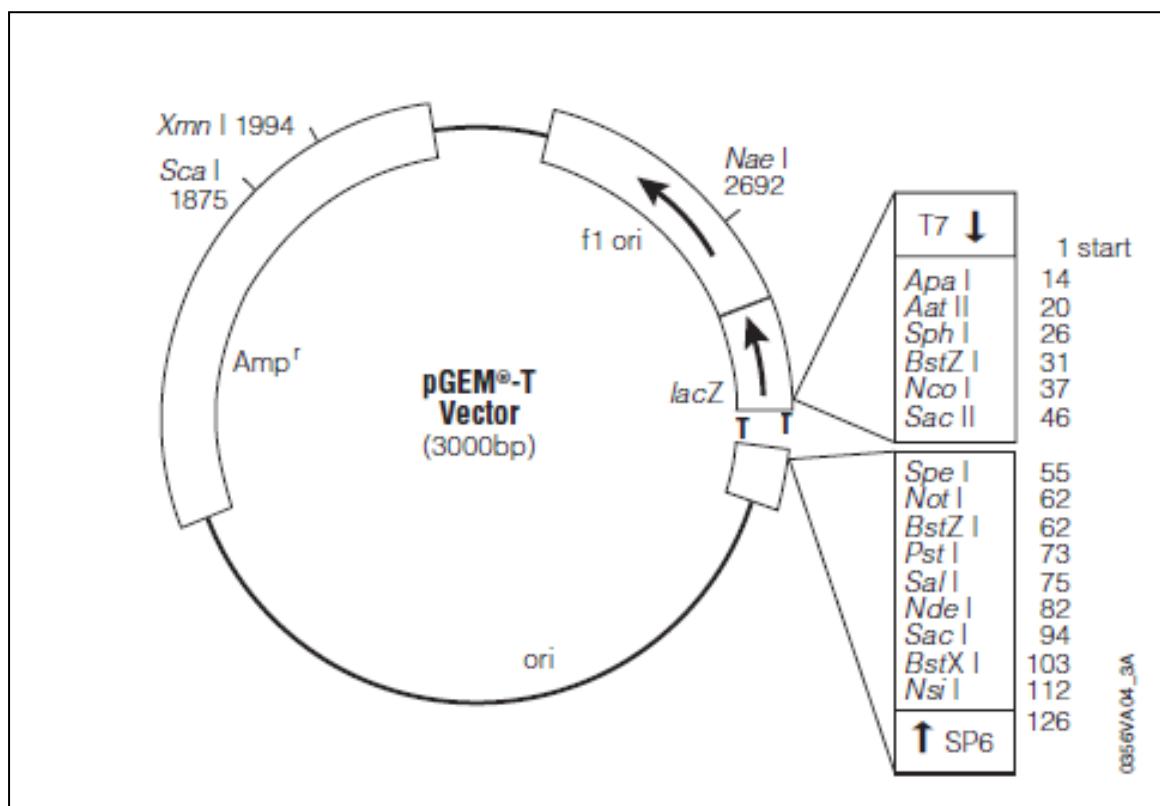 Xmn I 1994
Sca I
1875
Nae I
2692
f1 ori
Ampʳ
pGEM®-T
Vector
(3000bp)
lacZ
T T
ori
T7 ↓
1 start
Apa I 14
Aat II 20
Sph I 26
BstZ I 31
Nco I 37
Sac II 46
Spe I 55
Not I 62
BstZ I 62
Pst I 73
Sal I 75
Nde I 82
Sac I 94
BstX I 103
Nsi I 112
126
↑ SP6
0356VA04_3A